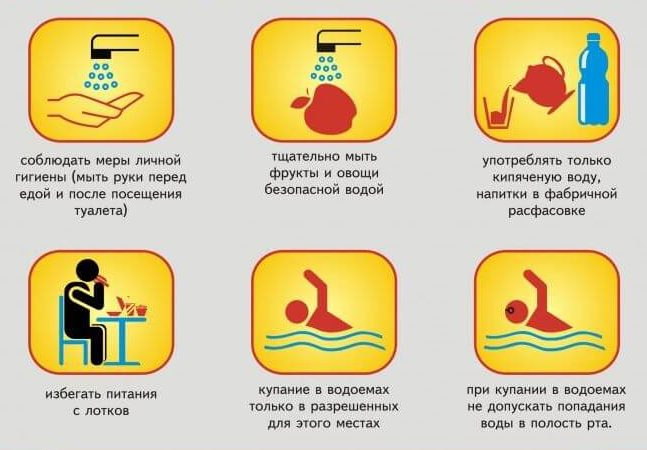 соблюдать меры личной
гигиены (мыть руки перед
едой и после посещения
туалета)
тщательно мыть
фрукты и овощи
безопасной водой
употреблять только
кипяченую воду,
напитки в фабричной
расфасовке
избегать питания
с лотков
купание в водоемах
только в разрешенных
для этого местах
при купании в водоемах
не допускать попадания
воды в полость рта.